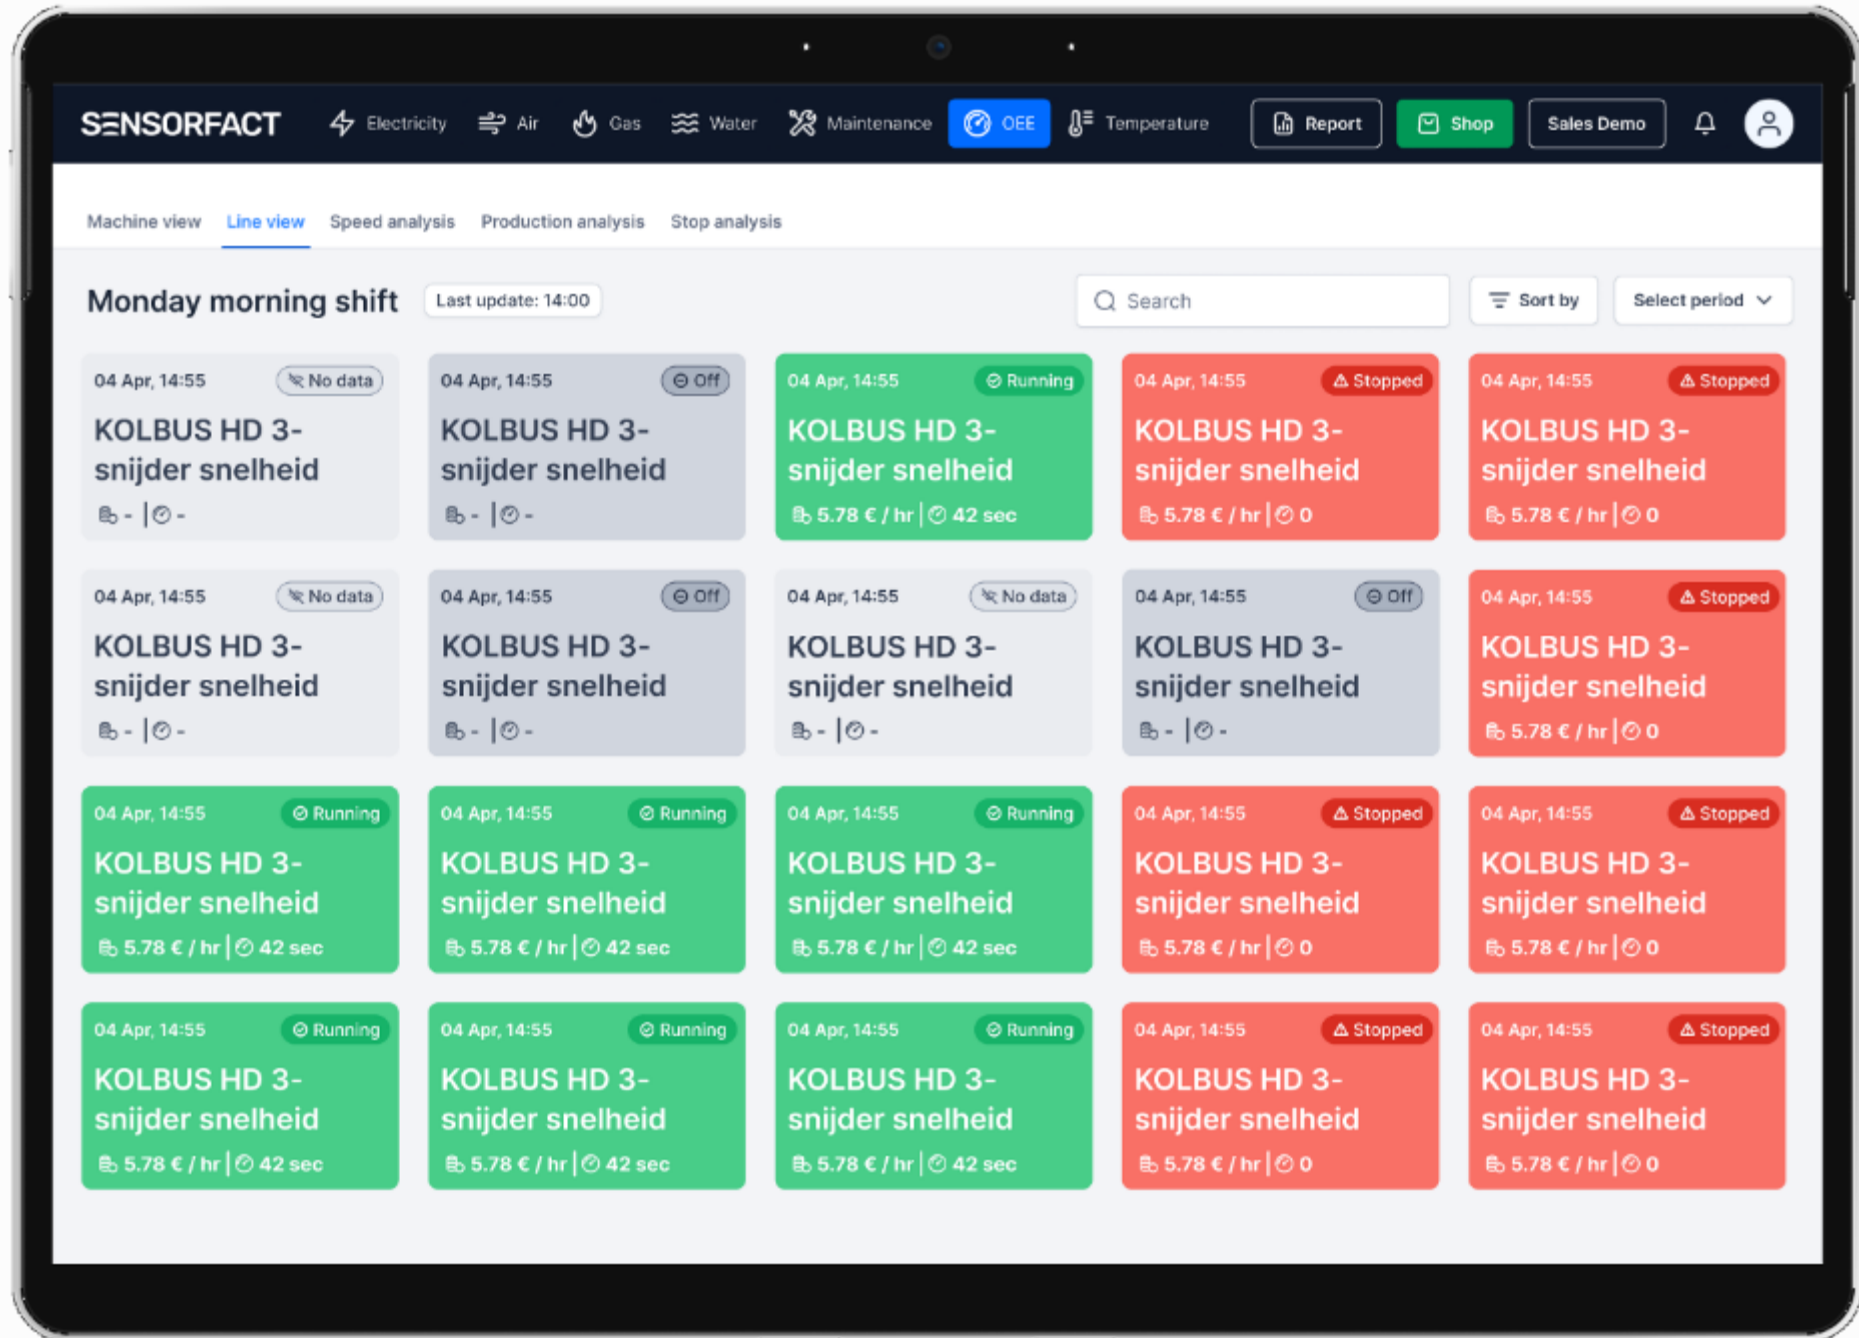 SENSORFACT Electricity Air Gas Water Maintenance OEE Temperature Report Shop Sales Demo
Machine view Line view Speed analysis Production analysis Stop analysis
Monday morning shift Last update: 14:00 Search Sort by Select period
04 Apr, 14:55 No data
KOLBUS HD 3-
snijder snelheid
- | -
04 Apr, 14:55 Off
KOLBUS HD 3-
snijder snelheid
- | -
04 Apr, 14:55 Running
KOLBUS HD 3-
snijder snelheid
5.78 € / hr | 42 sec
04 Apr, 14:55 Stopped
KOLBUS HD 3-
snijder snelheid
5.78 € / hr | 0
04 Apr, 14:55 Stopped
KOLBUS HD 3-
snijder snelheid
5.78 € / hr | 0
04 Apr, 14:55 No data
KOLBUS HD 3-
snijder snelheid
- | -
04 Apr, 14:55 Off
KOLBUS HD 3-
snijder snelheid
- | -
04 Apr, 14:55 No data
KOLBUS HD 3-
snijder snelheid
- | -
04 Apr, 14:55 Off
KOLBUS HD 3-
snijder snelheid
- | -
04 Apr, 14:55 Stopped
KOLBUS HD 3-
snijder snelheid
5.78 € / hr | 0
04 Apr, 14:55 Running
KOLBUS HD 3-
snijder snelheid
5.78 € / hr | 42 sec
04 Apr, 14:55 Running
KOLBUS HD 3-
snijder snelheid
5.78 € / hr | 42 sec
04 Apr, 14:55 Running
KOLBUS HD 3-
snijder snelheid
5.78 € / hr | 42 sec
04 Apr, 14:55 Stopped
KOLBUS HD 3-
snijder snelheid
5.78 € / hr | 0
04 Apr, 14:55 Stopped
KOLBUS HD 3-
snijder snelheid
5.78 € / hr | 0
04 Apr, 14:55 Running
KOLBUS HD 3-
snijder snelheid
5.78 € / hr | 42 sec
04 Apr, 14:55 Running
KOLBUS HD 3-
snijder snelheid
5.78 € / hr | 42 sec
04 Apr, 14:55 Running
KOLBUS HD 3-
snijder snelheid
5.78 € / hr | 42 sec
04 Apr, 14:55 Stopped
KOLBUS HD 3-
snijder snelheid
5.78 € / hr | 0
04 Apr, 14:55 Stopped
KOLBUS HD 3-
snijder snelheid
5.78 € / hr | 0